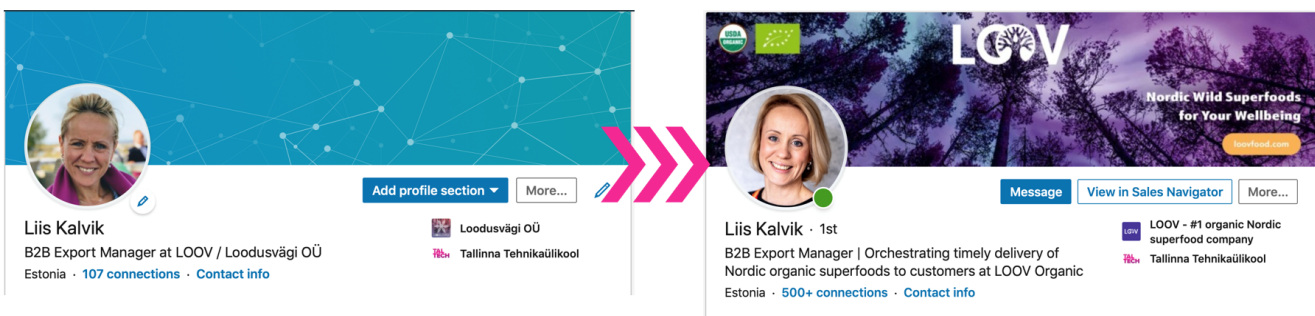 Add profile section
More...
Liis Kalvik
B2B Export Manager at LOOV / Loodusvägi OÜ
Estonia · 107 connections · Contact info
Loodusvägi OÜ
TAL
TECH
Tallinna Tehnikaülikool
USDA
ORGANIC
LOOV
Nordic Wild Superfoods
for Your Wellbeing
loovfood.com
Message
View in Sales Navigator
More...
Liis Kalvik · 1st
B2B Export Manager | Orchestrating timely delivery of
Nordic organic superfoods to customers at LOOV Organic
Estonia · 500+ connections · Contact info
LOOV
LOOV - #1 organic Nordic
superfood company
TAL
TECH
Tallinna Tehnikaülikool